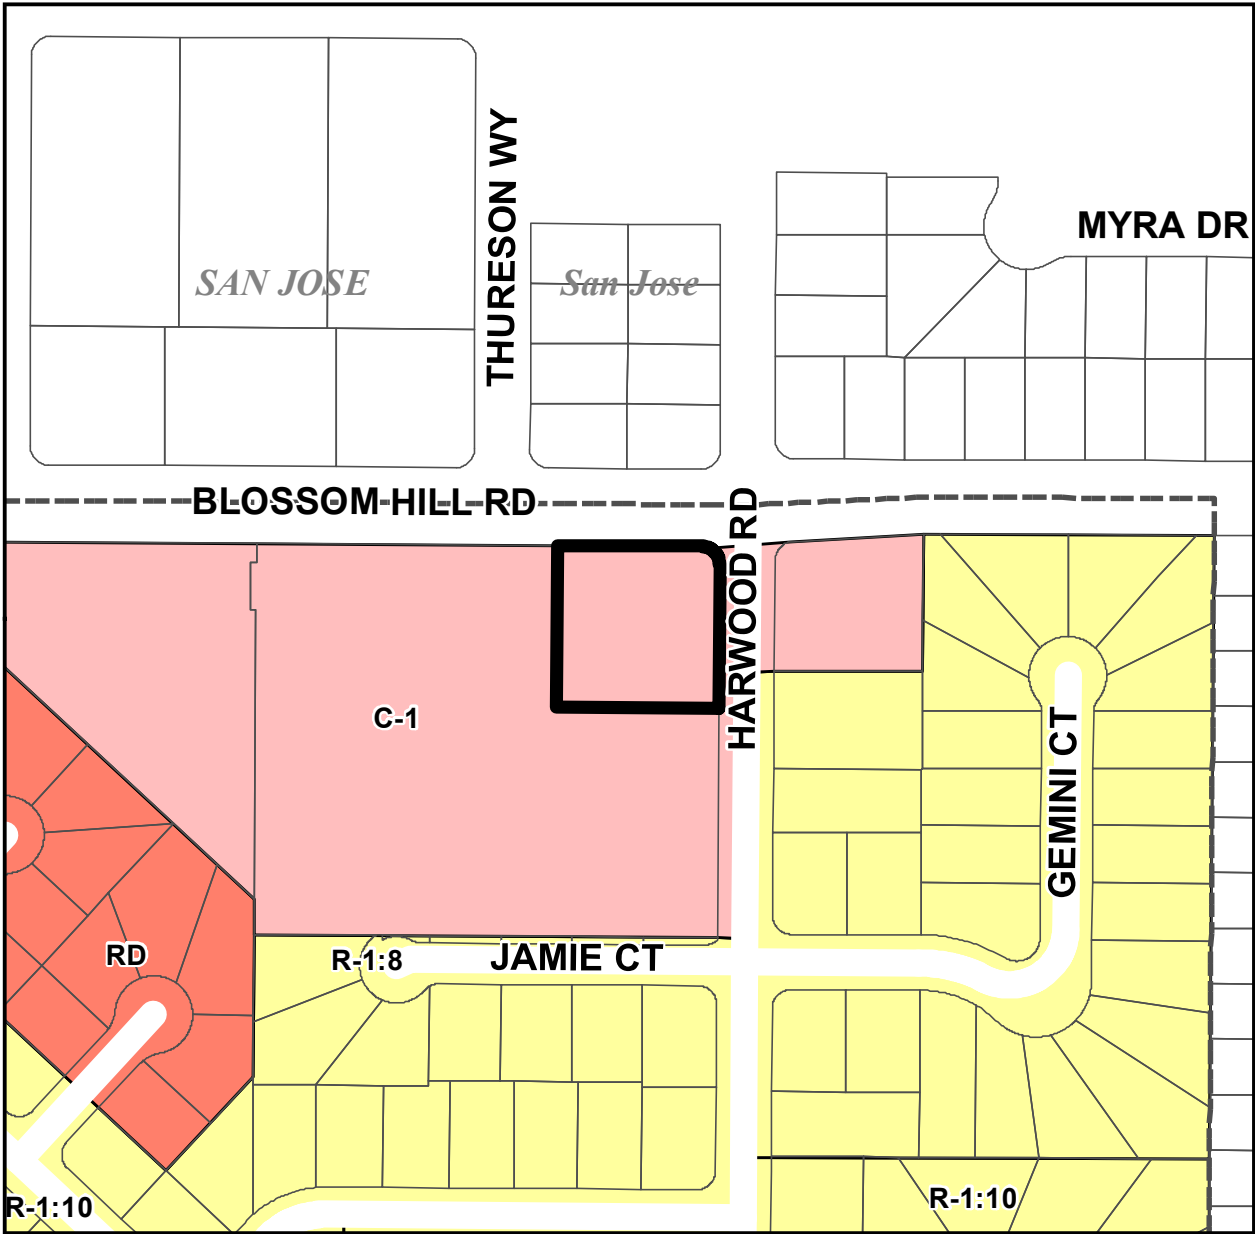 THURESON WY
MYRA DR
SAN JOSE
San Jose
BLOSSOM HILL RD
HARWOOD RD
C-1
GEMINI CT
RD
R-1:8
JAMIE CT
R-1:10
R-1:10